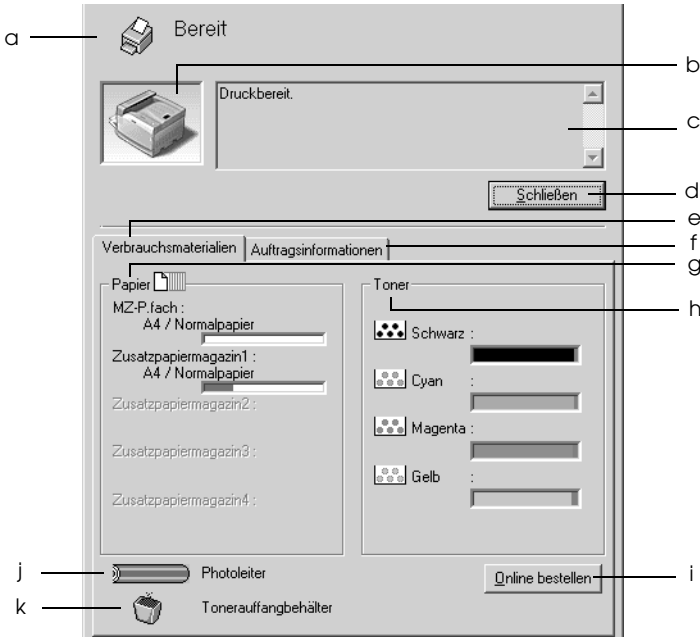 a
Bereit
b
Druckbereit.
c
Schließen
d
e
Verbrauchsmaterialien
Auftragsinformationen
f
g
Papier
Toner
h
MZ-P.fach :
A4 / Normalpapier
Schwarz :
Zusatzpapiermagazin1 :
A4 / Normalpapier
Cyan :
Zusatzpapiermagazin2 :
Magenta :
Zusatzpapiermagazin3 :
Gelb :
Zusatzpapiermagazin4 :
j
Photoleiter
Online bestellen
i
k
Tonerauffangbehälter